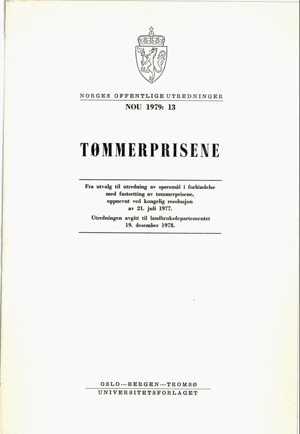 NORGES OFFENTLIGE UTREDNINGER
NOU 1979: 13
TØMMERPRISENE
Fra utvalg til utredning av spørsmål i forbindelse
med fastsetting av tømmerprisene,
oppnevnt ved kongelig resolusjon
av 21. juli 1977.
Utredningen avgitt til landbruksdepartementet
19. desember 1978.
OSLO—BERGEN—TROMSØ
UNIVERSITETSFORLAGET